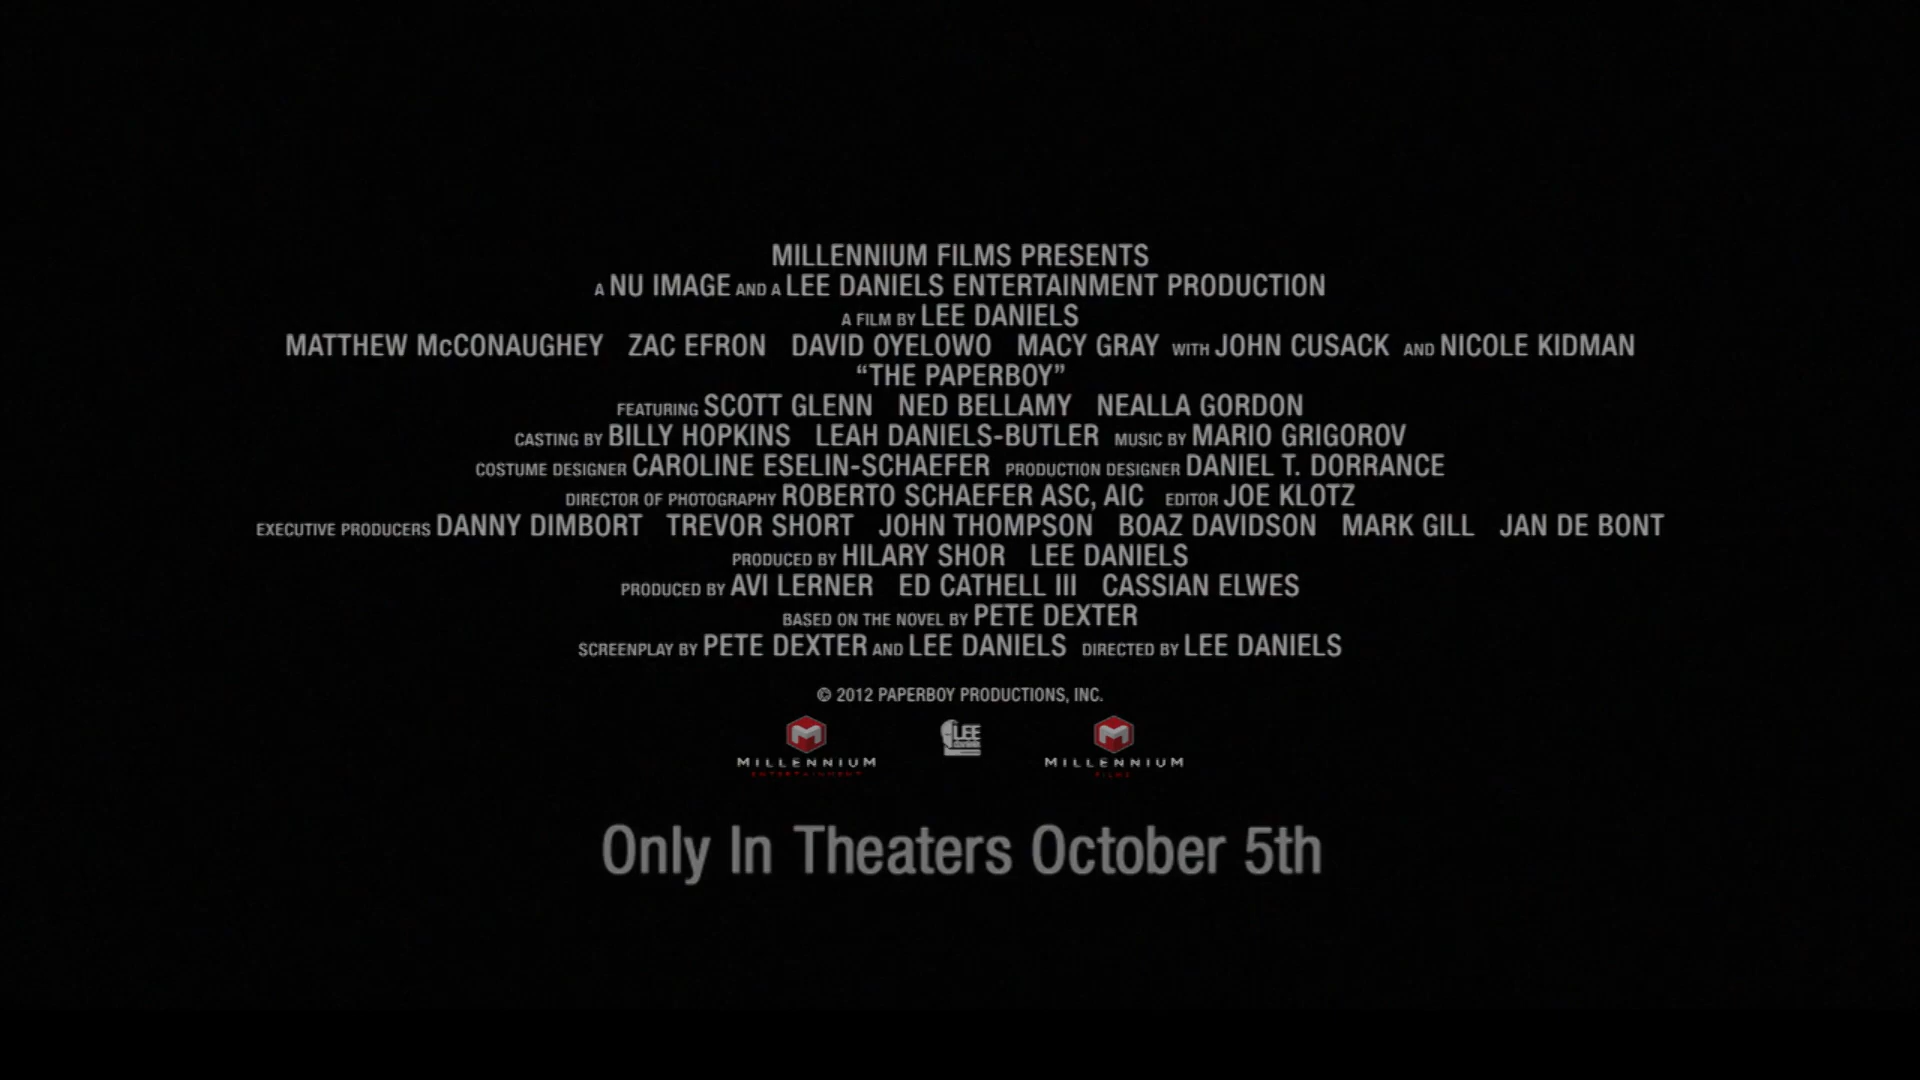 MILLENNIUM FILMS PRESENTS
A NU IMAGE AND A LEE DANIELS ENTERTAINMENT PRODUCTION
A FILM BY LEE DANIELS
MATTHEW McCONAUGHEY ZAC EFRON DAVID OYELOWO MACY GRAY WITH JOHN CUSACK AND NICOLE KIDMAN
“THE PAPERBOY”
FEATURING SCOTT GLENN NED BELLAMY NEALLA GORDON
CASTING BY BILLY HOPKINS LEAH DANIELS-BUTLER MUSIC BY MARIO GRIGOROV
COSTUME DESIGNER CAROLINE ESELIN-SCHAEFER PRODUCTION DESIGNER DANIEL T. DORRANCE
DIRECTOR OF PHOTOGRAPHY ROBERTO SCHAEFER ASC, AIC EDITOR JOE KLOTZ
EXECUTIVE PRODUCERS DANNY DIMBORT TREVOR SHORT JOHN THOMPSON BOAZ DAVIDSON MARK GILL JAN DE BONT
PRODUCED BY HILARY SHOR LEE DANIELS
PRODUCED BY AVI LERNER ED CATHELL III CASSIAN ELWES
BASED ON THE NOVEL BY PETE DEXTER
SCREENPLAY BY PETE DEXTER AND LEE DANIELS DIRECTED BY LEE DANIELS
© 2012 PAPERBOY PRODUCTIONS, INC.
M LEE M
daniels
MILLENNIUM MILLENNIUM
ENTERTAINMENT FILMS
Only In Theaters October 5th